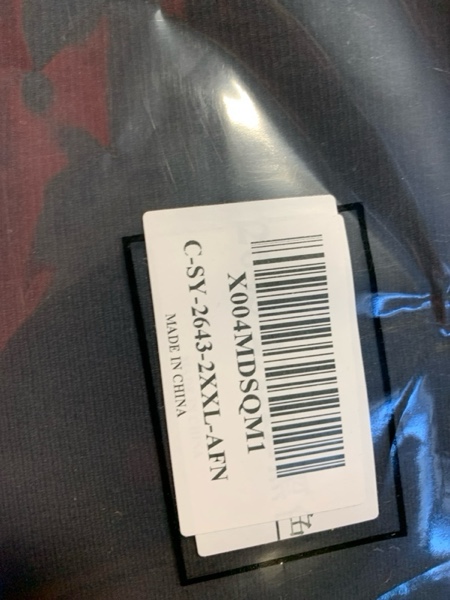 X004MDSQM1
C-SY-2643-2XXL-AFN
MADE IN CHINA